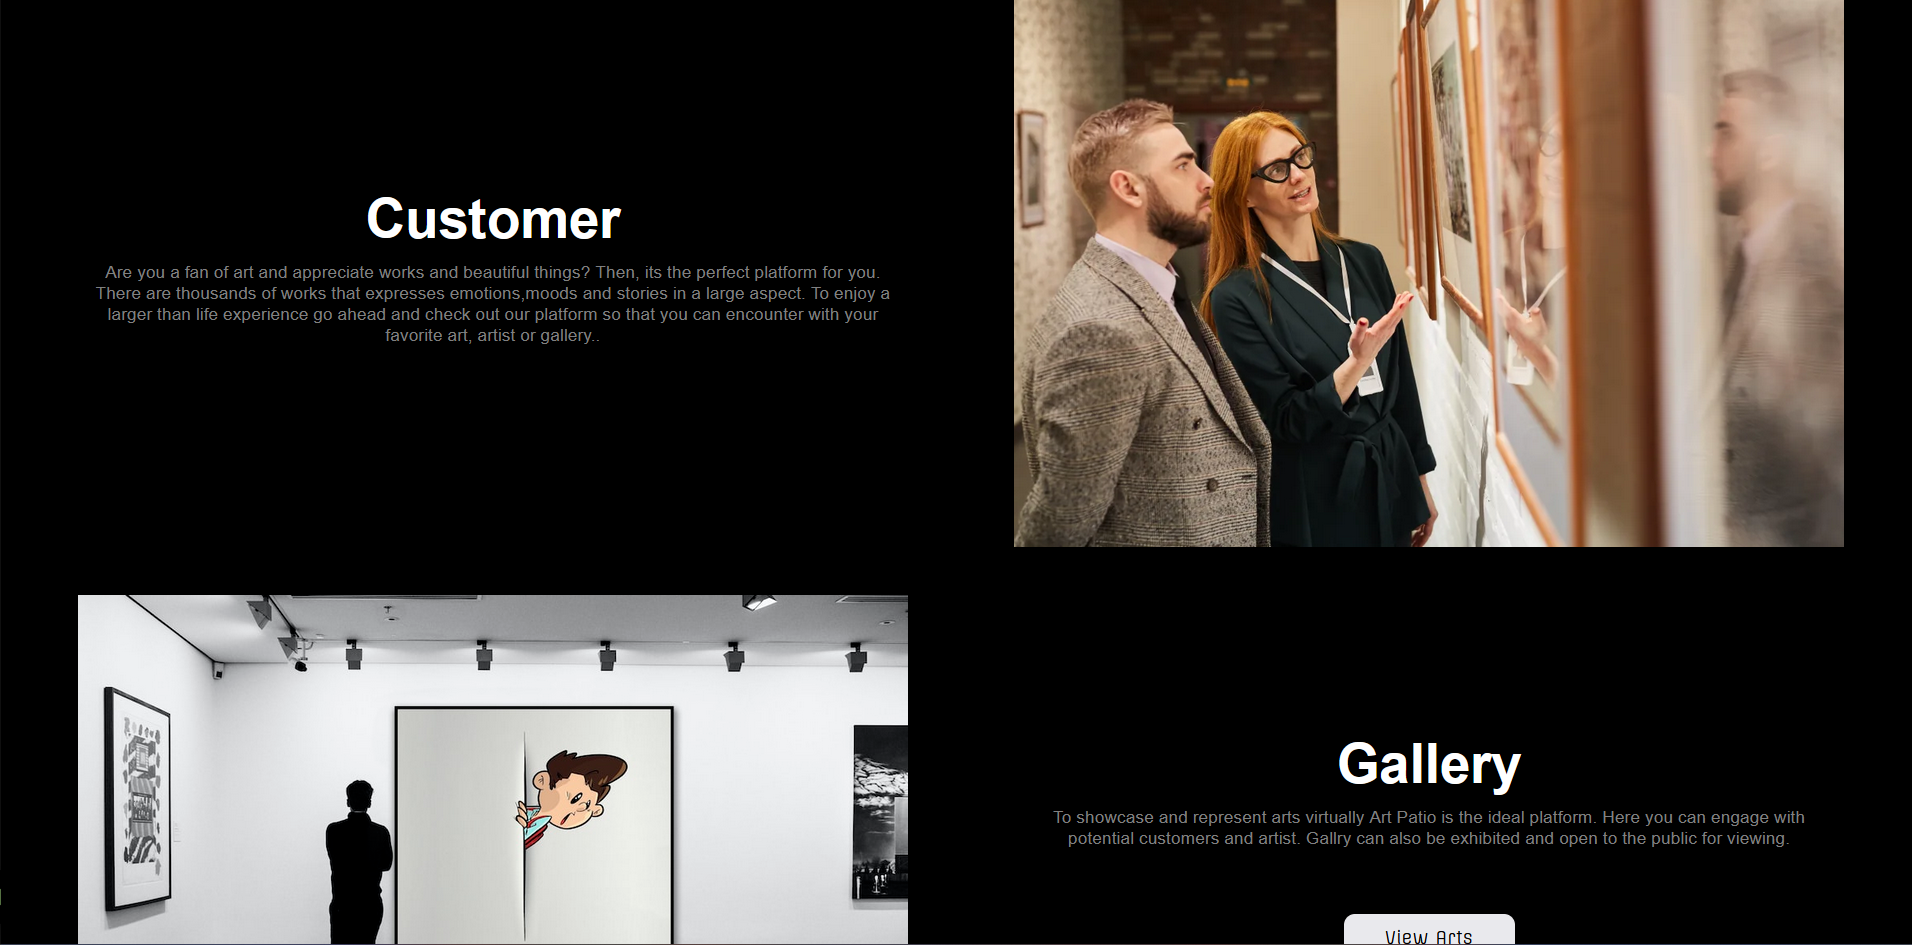 Customer
Are you a fan of art and appreciate works and beautiful things? Then, its the perfect platform for you.
There are thousands of works that expresses emotions,moods and stories in a large aspect. To enjoy a
larger than life experience go ahead and check out our platform so that you can encounter with your
favorite art, artist or gallery..
Gallery
To showcase and represent arts virtually Art Patio is the ideal platform. Here you can engage with
potential customers and artist. Gallry can also be exhibited and open to the public for viewing.
View Arts